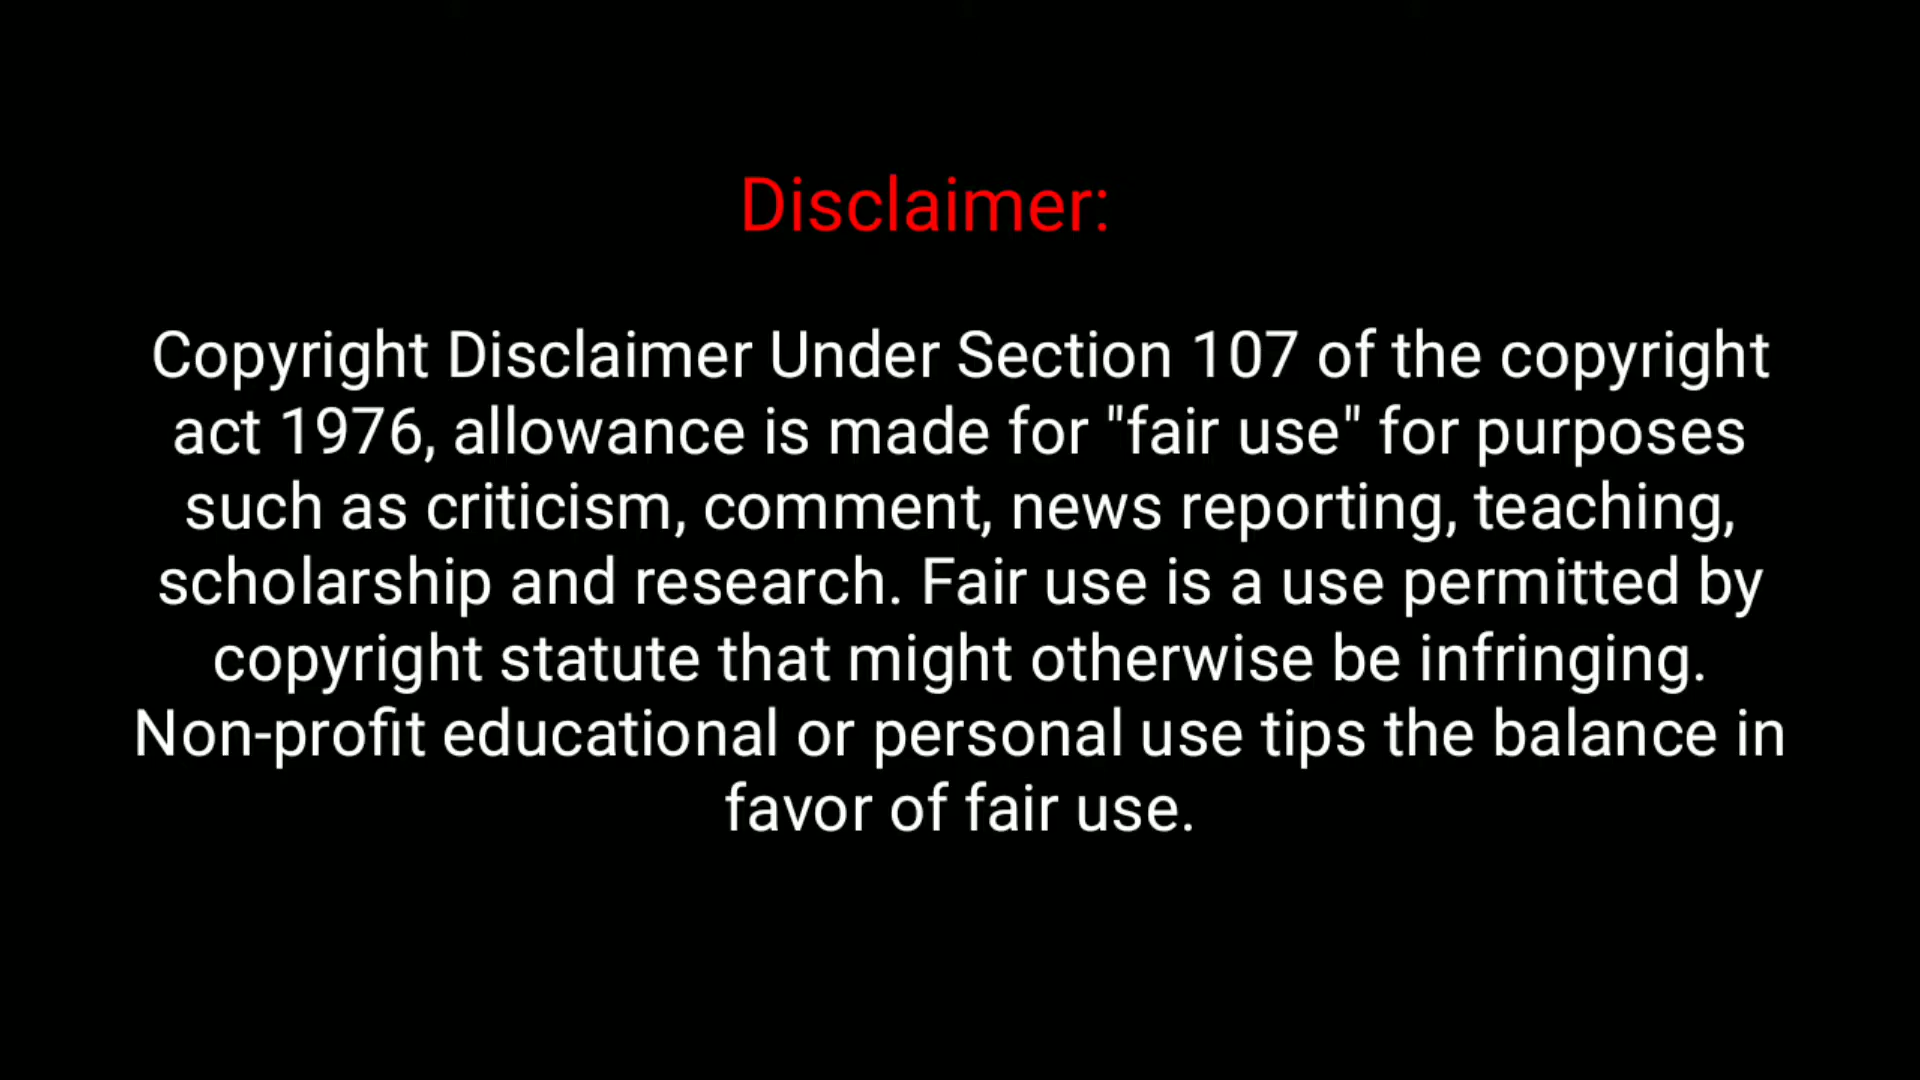 Disclaimer:
Copyright Disclaimer Under Section 107 of the copyright
act 1976, allowance is made for "fair use" for purposes
such as criticism, comment, news reporting, teaching,
scholarship and research. Fair use is a use permitted by
copyright statute that might otherwise be infringing.
Non-profit educational or personal use tips the balance in
favor of fair use.